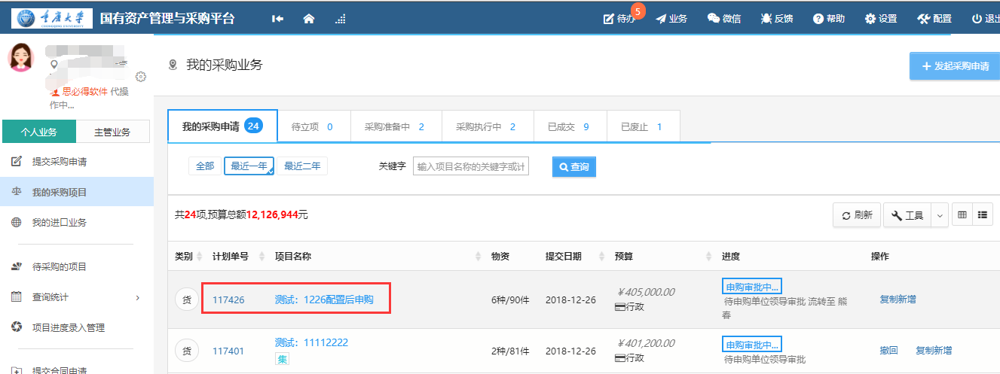 重庆大学 国有资产管理与采购平台 待办 5 业务 微信 反馈 帮助 设置 配置 退出
CHONGQING UNIVERSITY
思必得软件 代操
作中...
个人业务 主管业务
提交采购申请
我的采购项目
我的进口业务
待采购的项目
查询统计
项目进度录入管理
提交合同申请
我的采购业务
发起采购申请
我的采购申请 24 待立项 0 采购准备中 2 采购执行中 2 已成交 9 已废止 1
全部 最近一年 最近二年 关键字 输入项目名称的关键字或计 查询
共24项,预算总额12,126,944元
刷新 工具
类别 计划单号 项目名称 物资 提交日期 预算 进度 操作
货 117426 测试：1226配置后申购 6种/90件 2018-12-26 ￥405,000.00 行政 申购审批中... 复制新增
待申购单位领导审批 流转至 熊
春
货 117401 测试：11112222 2种/81件 2018-12-26 ￥401,200.00 行政 申购审批中... 撤回 复制新增
集 待申购单位领导审批